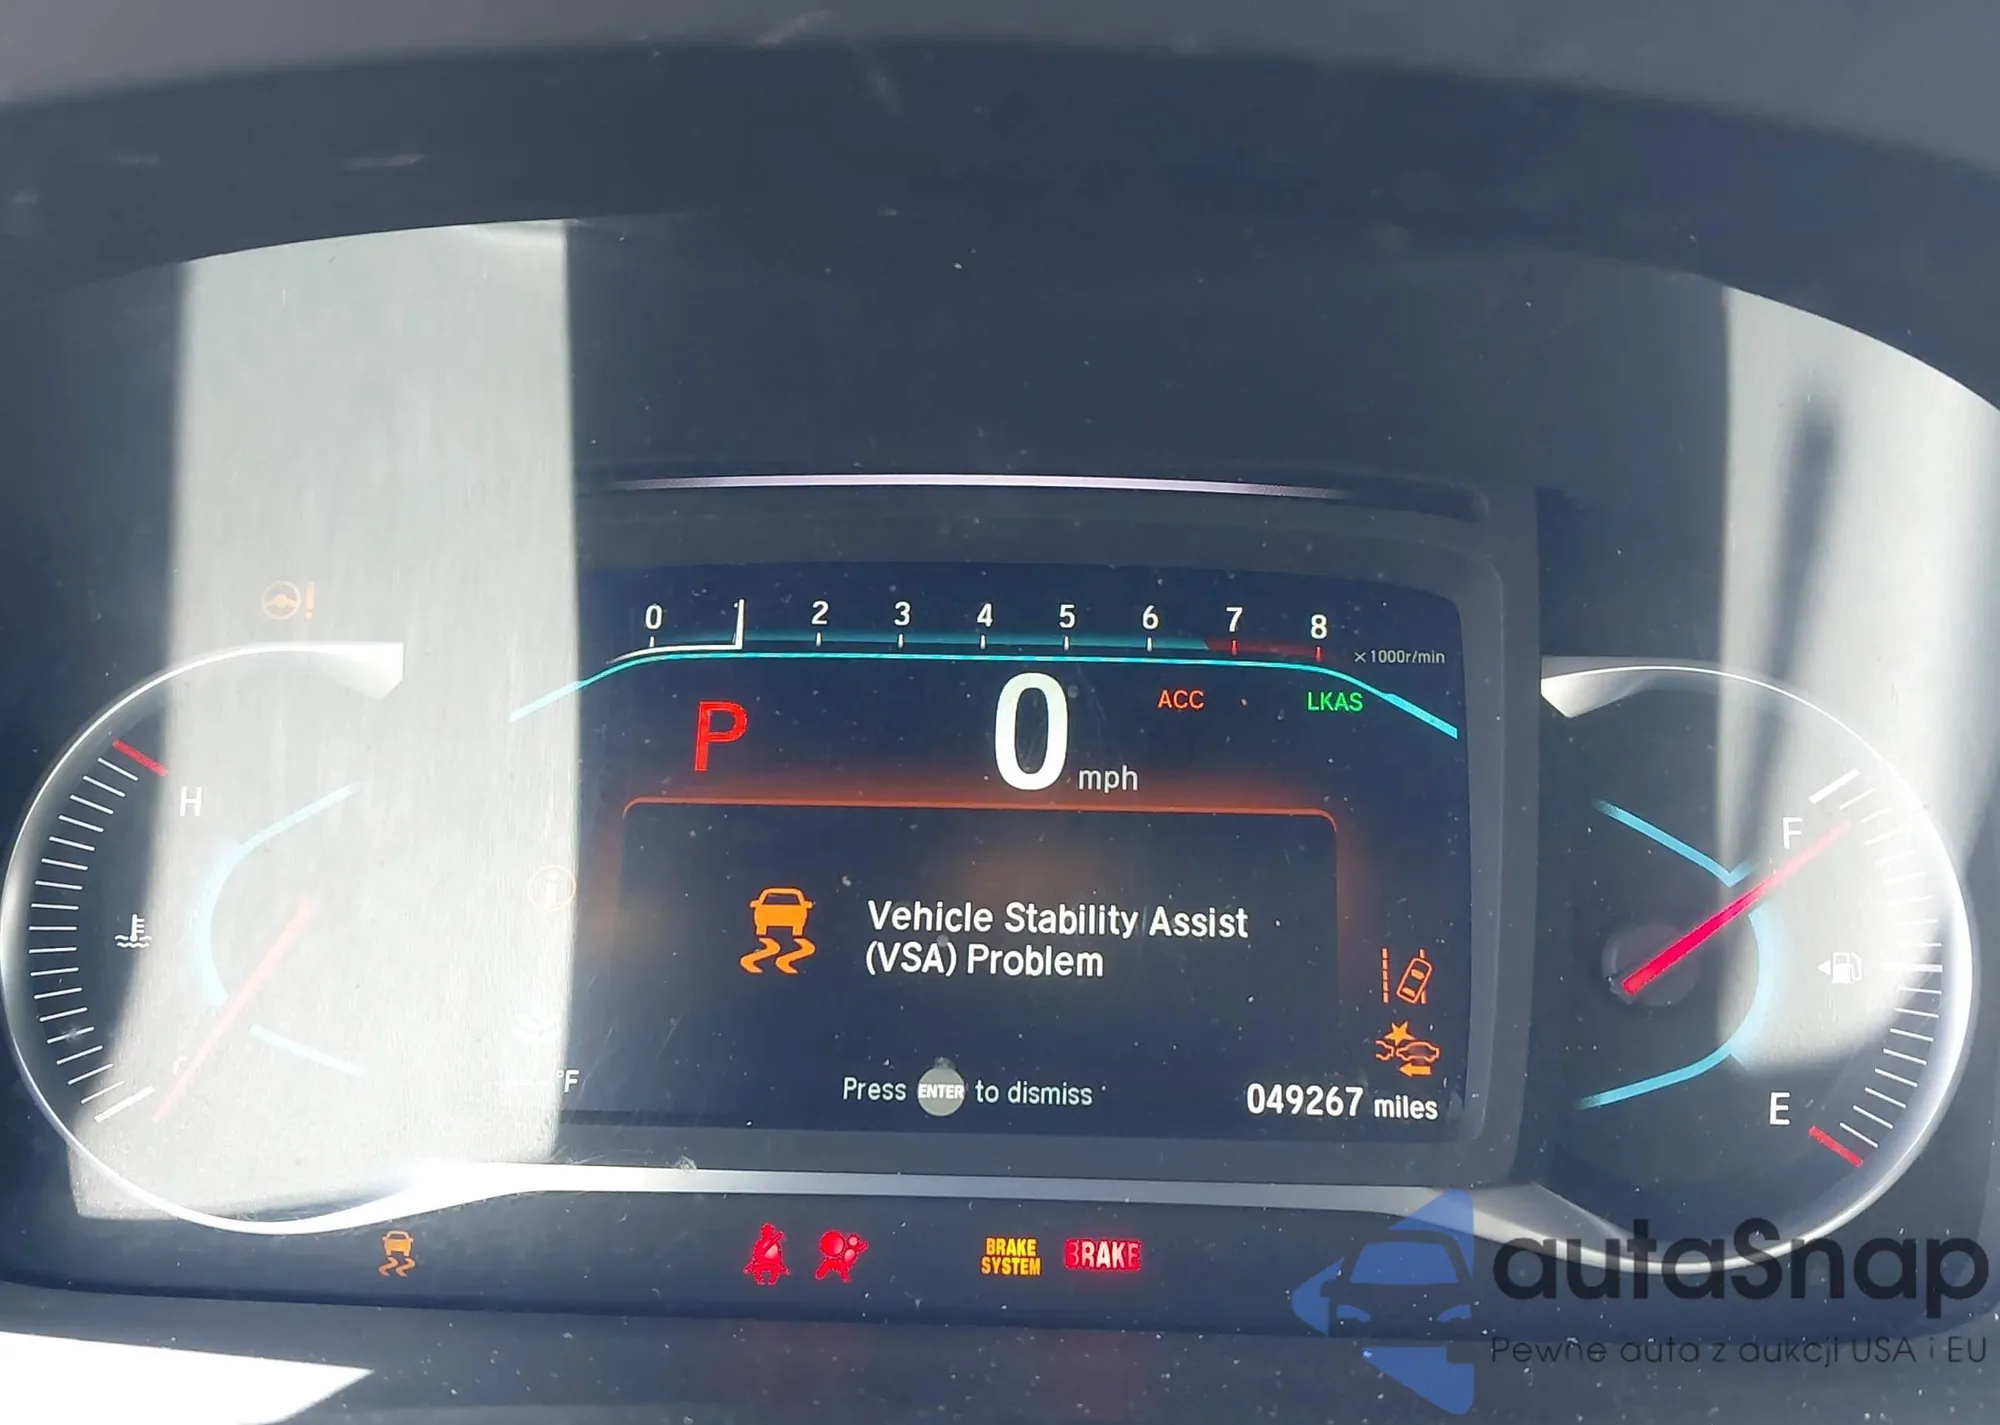 0 1 2 3 4 5 6 7 8
×1000r/min
P 0 mph ACC LKAS
H
F
Vehicle Stability Assist
(VSA) Problem
°F
Press ENTER to dismiss
049267 miles
E
BRAKE
SYSTEM
BRAKE
autaSnap
Pewne auta z aukcji USA i EU